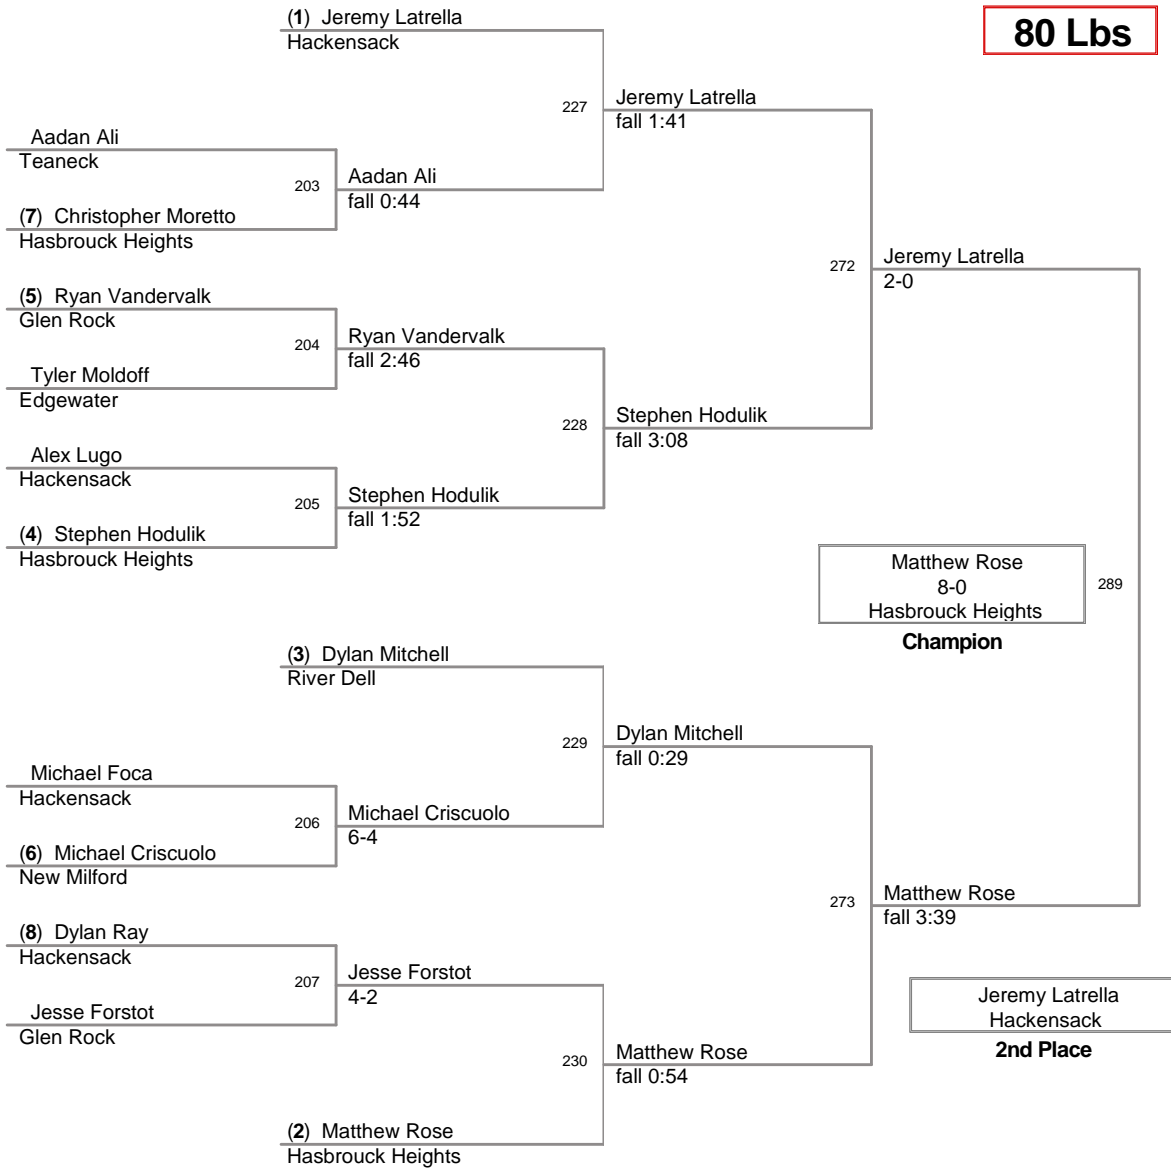 (1) Jeremy Latrella
Hackensack
80 Lbs
227
Jeremy Latrella
fall 1:41
Aadan Ali
Teaneck
203
Aadan Ali
fall 0:44
(7) Christopher Moretto
Hasbrouck Heights
272
Jeremy Latrella
2-0
(5) Ryan Vandervalk
Glen Rock
204
Ryan Vandervalk
fall 2:46
Tyler Moldoff
Edgewater
228
Stephen Hodulik
fall 3:08
Alex Lugo
Hackensack
205
Stephen Hodulik
fall 1:52
(4) Stephen Hodulik
Hasbrouck Heights
Matthew Rose
8-0
Hasbrouck Heights
289
Champion
(3) Dylan Mitchell
River Dell
229
Dylan Mitchell
fall 0:29
Michael Foca
Hackensack
206
Michael Criscuolo
6-4
(6) Michael Criscuolo
New Milford
273
Matthew Rose
fall 3:39
(8) Dylan Ray
Hackensack
207
Jesse Forstot
4-2
Jesse Forstot
Glen Rock
Jeremy Latrella
Hackensack
2nd Place
230
Matthew Rose
fall 0:54
(2) Matthew Rose
Hasbrouck Heights